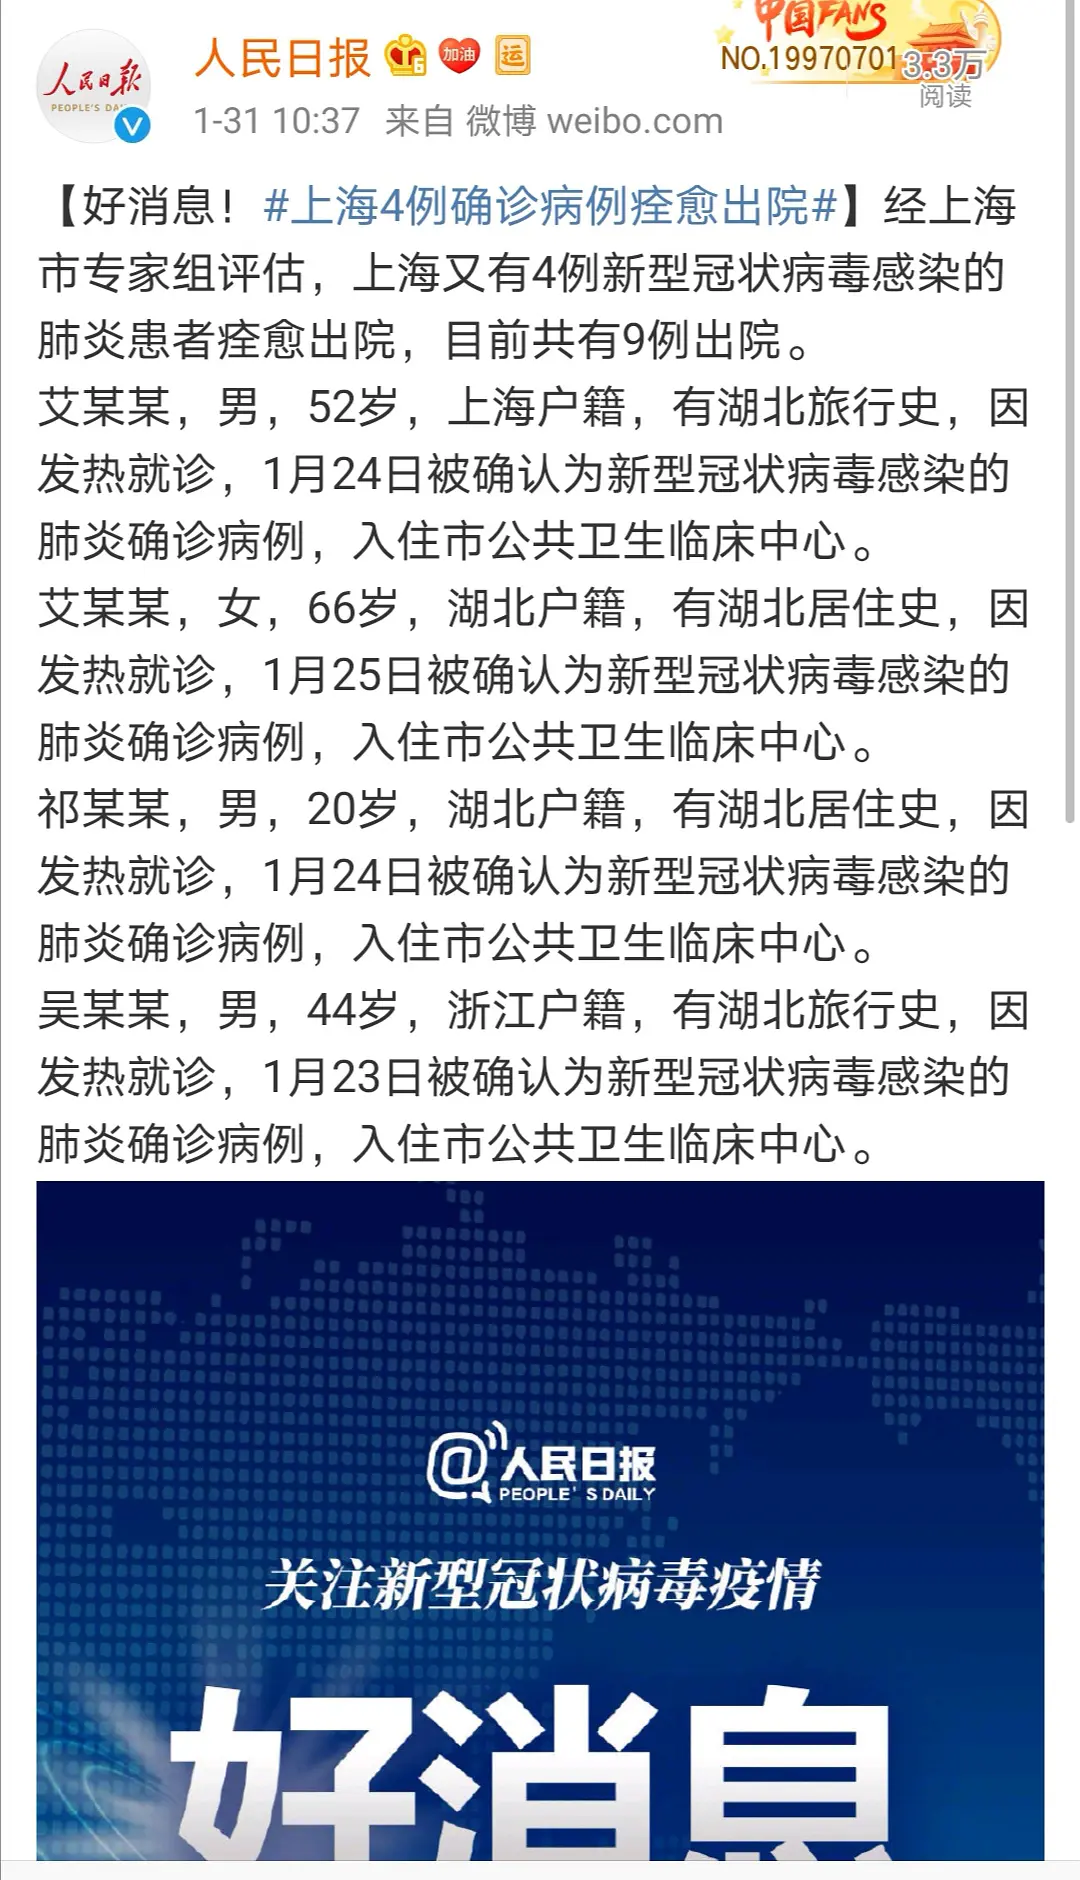 中国FANS
人民日报 加油 运
NO.19970701
3.3万
阅读
人民日报
PEOPLE'S DA
1-31 10:37 来自 微博 weibo.com
【好消息！#上海4例确诊病例痊愈出院#】经上海
市专家组评估，上海又有4例新型冠状病毒感染的
肺炎患者痊愈出院，目前共有9例出院。
艾某某，男，52岁，上海户籍，有湖北旅行史，因
发热就诊，1月24日被确认为新型冠状病毒感染的
肺炎确诊病例，入住市公共卫生临床中心。
艾某某，女，66岁，湖北户籍，有湖北居住史，因
发热就诊，1月25日被确认为新型冠状病毒感染的
肺炎确诊病例，入住市公共卫生临床中心。
祁某某，男，20岁，湖北户籍，有湖北居住史，因
发热就诊，1月24日被确认为新型冠状病毒感染的
肺炎确诊病例，入住市公共卫生临床中心。
吴某某，男，44岁，浙江户籍，有湖北旅行史，因
发热就诊，1月23日被确认为新型冠状病毒感染的
肺炎确诊病例，入住市公共卫生临床中心。
@人民日报
PEOPLE'S DAILY
关注新型冠状病毒疫情
好消息